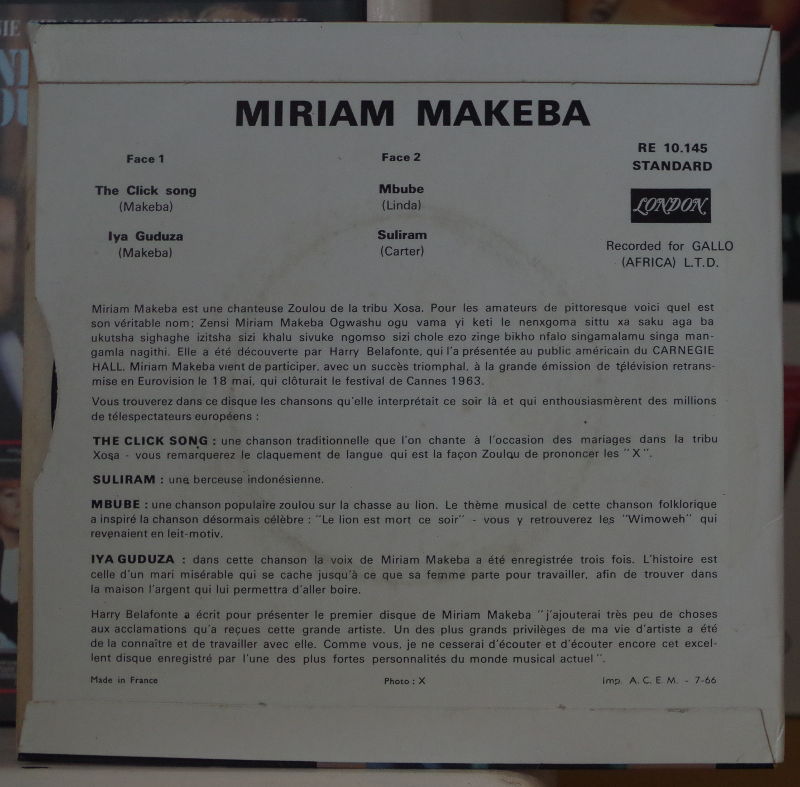 MIRIAM MAKEBA
Face 1
The Click song
(Makeba)
Iya Guduza
(Makeba)
Face 2
Mbube
(Linda)
Suliram
(Carter)
RE 10.145
STANDARD
LONDON
Recorded for GALLO
(AFRICA) L.T.D.
Miriam Makeba est une chanteuse Zoulou de la tribu Xosa. Pour les amateurs de pittoresque voici quel est
son véritable nom; Zensi Miriam Makeba Ogwashu ogu vama yi keti le nenxgoma sittu xa saku aga ba
ukutsha sighaghe izitsha sizi khalu sivuke ngomso sizi chole ezo zinge bikho nfalo singamalamu singa man-
gamla nagithi. Elle a été découverte par Harry Belafonte, qui l'a présentée au public américain du CARNEGIE
HALL. Miriam Makeba vient de participer, avec un succès triomphal, à la grande émission de télévision retrans-
mise en Eurovision le 18 mai, qui clôturait le festival de Cannes 1963.
Vous trouverez dans ce disque les chansons qu'elle interprétait ce soir là et qui enthousiasmèrent des millions
de télespectateurs européens :
THE CLICK SONG : une chanson traditionnelle que l'on chante à l'occasion des mariages dans la tribu
Xosa - vous remarquerez le claquement de langue qui est la façon Zoulou de prononcer les "X".
SULIRAM : une berceuse indonésienne.
MBUBE : une chanson populaire zoulou sur la chasse au lion. Le thème musical de cette chanson folklorique
a inspiré la chanson désormais célèbre : "Le lion est mort ce soir" - vous y retrouverez les "Wimoweh" qui
revenaient en leit-motiv.
IYA GUDUZA : dans cette chanson la voix de Miriam Makeba a été enregistrée trois fois. L'histoire est
celle d'un mari misérable qui se cache jusqu'à ce que sa femme parte pour travailler, afin de trouver dans
la maison l'argent qui lui permettra d'aller boire.
Harry Belafonte a écrit pour présenter le premier disque de Miriam Makeba "j'ajouterai très peu de choses
aux acclamations qu'a reçues cette grande artiste. Un des plus grands privilèges de ma vie d'artiste a été
de la connaître et de travailler avec elle. Comme vous, je ne cesserai d'écouter et d'écouter encore cet excel-
lent disque enregistré par l'une des plus fortes personnalités du monde musical actuel".
Made in France
Photo : X
Imp. A. C. E. M. - 7-66